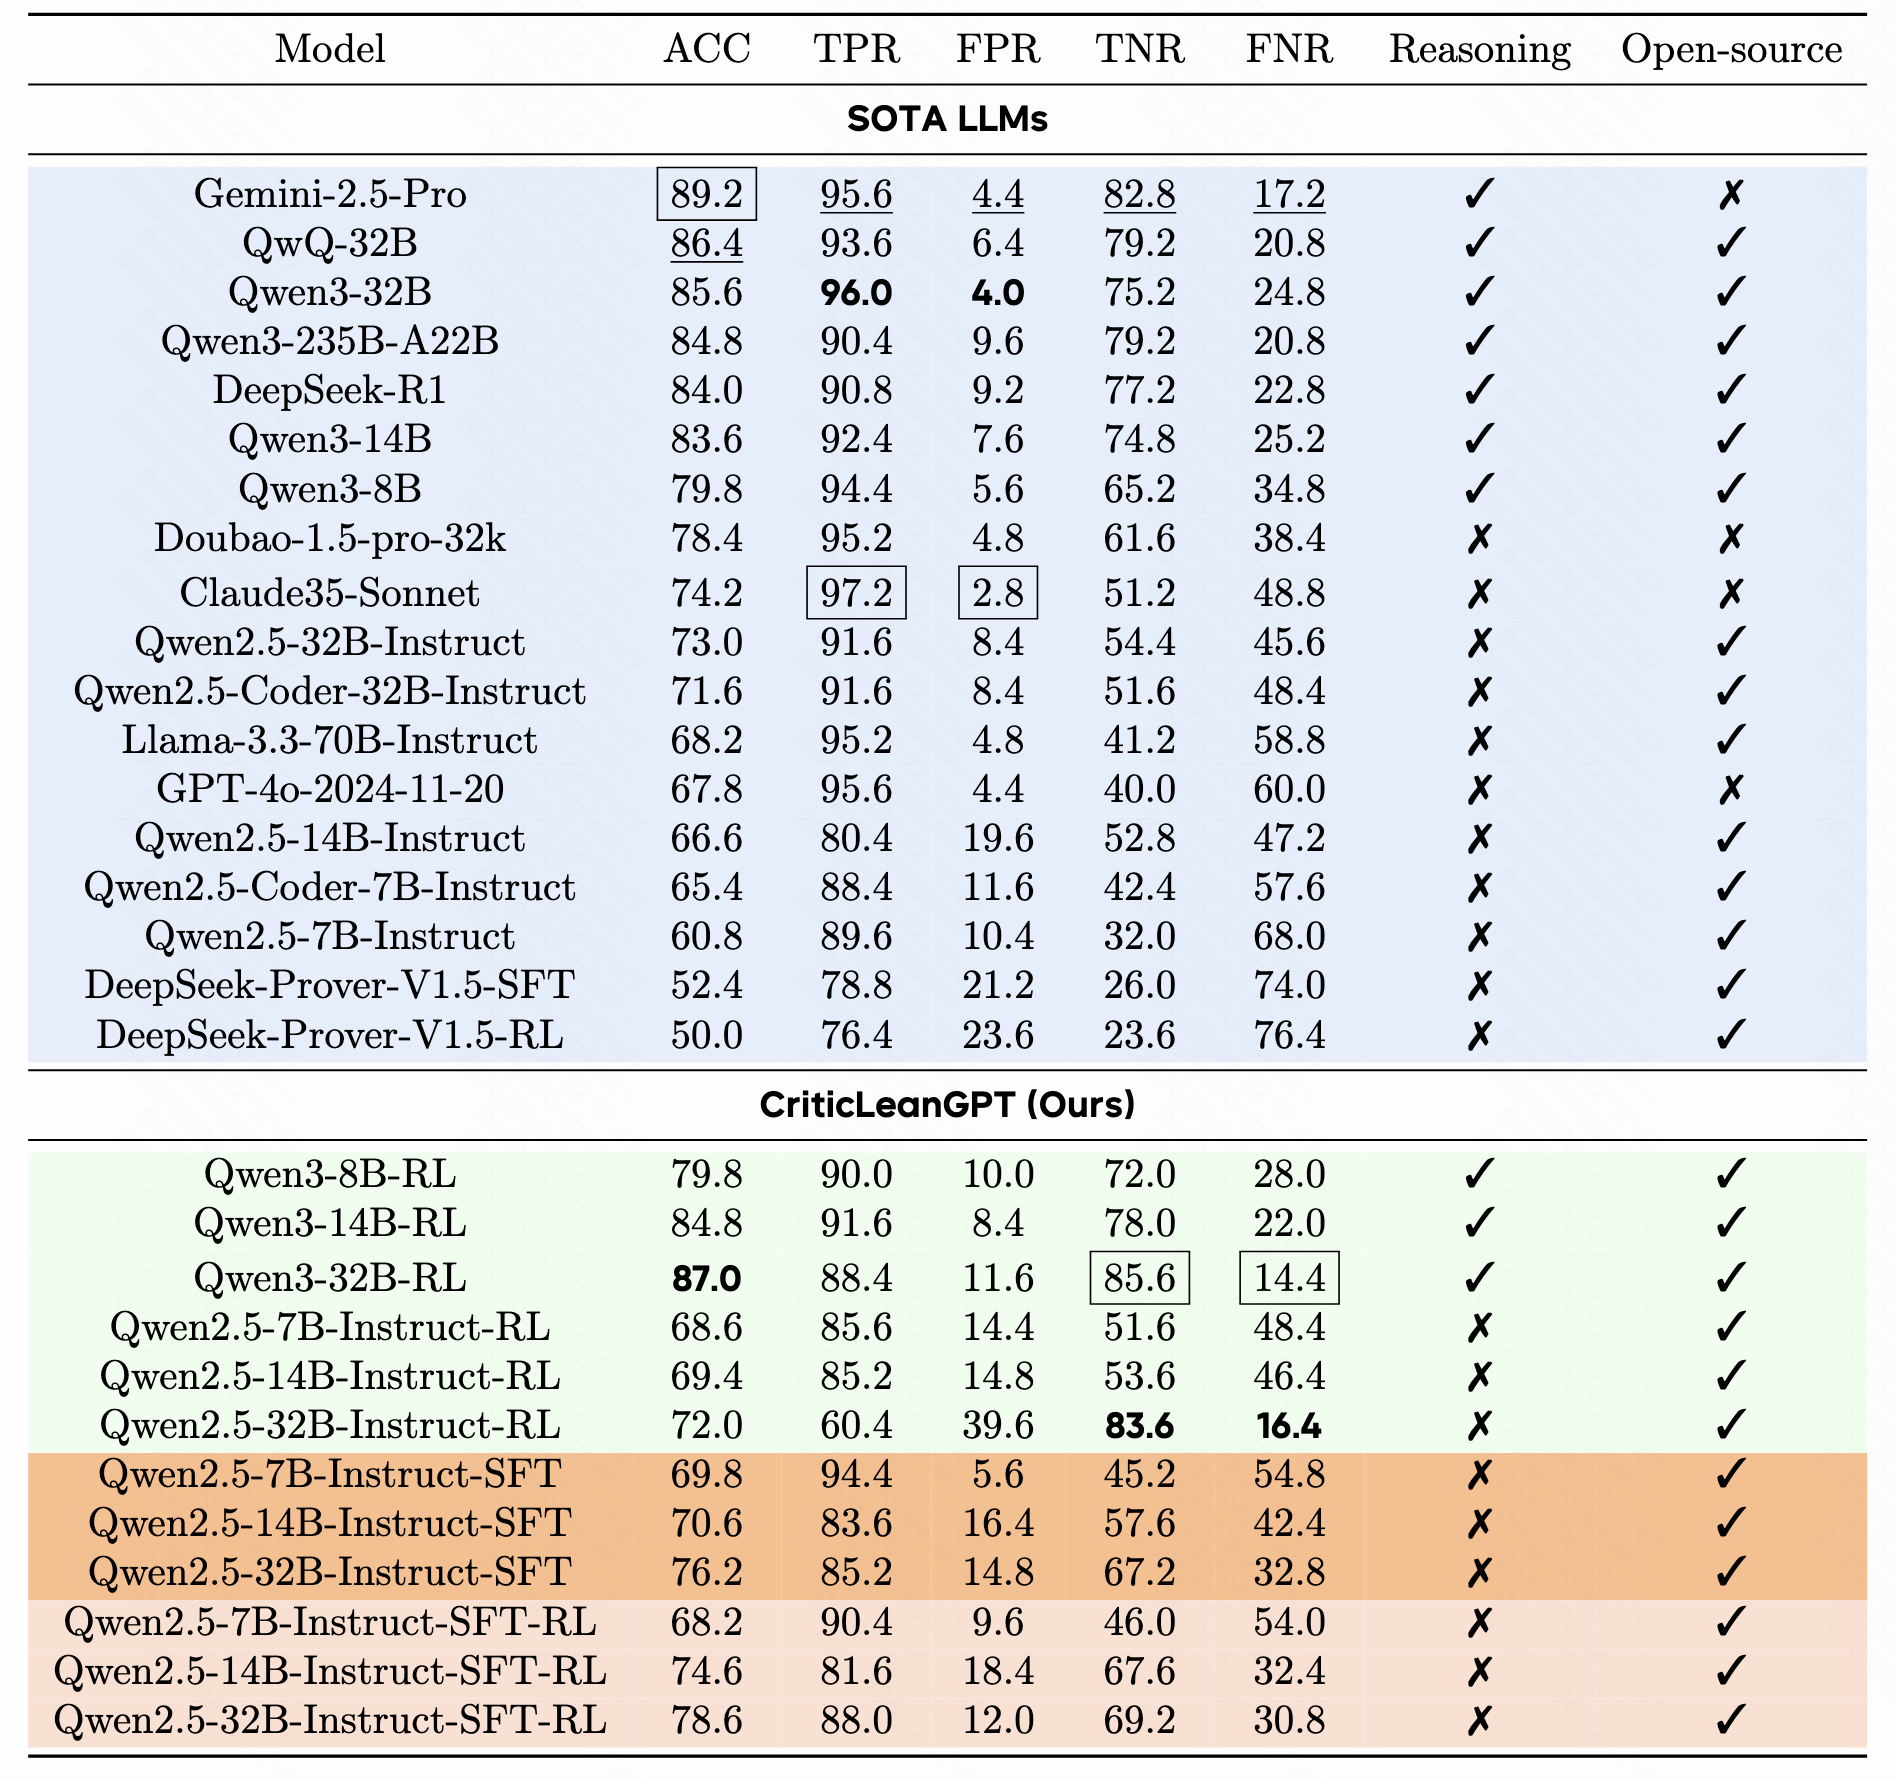 Model ACC TPR FPR TNR FNR Reasoning Open-source
SOTA LLMs
Gemini-2.5-Pro 89.2 95.6 4.4 82.8 17.2 ✓ ✗
QwQ-32B 86.4 93.6 6.4 79.2 20.8 ✓ ✓
Qwen3-32B 85.6 96.0 4.0 75.2 24.8 ✓ ✓
Qwen3-235B-A22B 84.8 90.4 9.6 79.2 20.8 ✓ ✓
DeepSeek-R1 84.0 90.8 9.2 77.2 22.8 ✓ ✓
Qwen3-14B 83.6 92.4 7.6 74.8 25.2 ✓ ✓
Qwen3-8B 79.8 94.4 5.6 65.2 34.8 ✓ ✓
Doubao-1.5-pro-32k 78.4 95.2 4.8 61.6 38.4 ✗ ✗
Claude35-Sonnet 74.2 97.2 2.8 51.2 48.8 ✗ ✗
Qwen2.5-32B-Instruct 73.0 91.6 8.4 54.4 45.6 ✗ ✓
Qwen2.5-Coder-32B-Instruct 71.6 91.6 8.4 51.6 48.4 ✗ ✓
Llama-3.3-70B-Instruct 68.2 95.2 4.8 41.2 58.8 ✗ ✓
GPT-4o-2024-11-20 67.8 95.6 4.4 40.0 60.0 ✗ ✗
Qwen2.5-14B-Instruct 66.6 80.4 19.6 52.8 47.2 ✗ ✓
Qwen2.5-Coder-7B-Instruct 65.4 88.4 11.6 42.4 57.6 ✗ ✓
Qwen2.5-7B-Instruct 60.8 89.6 10.4 32.0 68.0 ✗ ✓
DeepSeek-Prover-V1.5-SFT 52.4 78.8 21.2 26.0 74.0 ✗ ✓
DeepSeek-Prover-V1.5-RL 50.0 76.4 23.6 23.6 76.4 ✗ ✓
CriticLeanGPT (Ours)
Qwen3-8B-RL 79.8 90.0 10.0 72.0 28.0 ✓ ✓
Qwen3-14B-RL 84.8 91.6 8.4 78.0 22.0 ✓ ✓
Qwen3-32B-RL 87.0 88.4 11.6 85.6 14.4 ✓ ✓
Qwen2.5-7B-Instruct-RL 68.6 85.6 14.4 51.6 48.4 ✗ ✓
Qwen2.5-14B-Instruct-RL 69.4 85.2 14.8 53.6 46.4 ✗ ✓
Qwen2.5-32B-Instruct-RL 72.0 60.4 39.6 83.6 16.4 ✗ ✓
Qwen2.5-7B-Instruct-SFT 69.8 94.4 5.6 45.2 54.8 ✗ ✓
Qwen2.5-14B-Instruct-SFT 70.6 83.6 16.4 57.6 42.4 ✗ ✓
Qwen2.5-32B-Instruct-SFT 76.2 85.2 14.8 67.2 32.8 ✗ ✓
Qwen2.5-7B-Instruct-SFT-RL 68.2 90.4 9.6 46.0 54.0 ✗ ✓
Qwen2.5-14B-Instruct-SFT-RL 74.6 81.6 18.4 67.6 32.4 ✗ ✓
Qwen2.5-32B-Instruct-SFT-RL 78.6 88.0 12.0 69.2 30.8 ✗ ✓